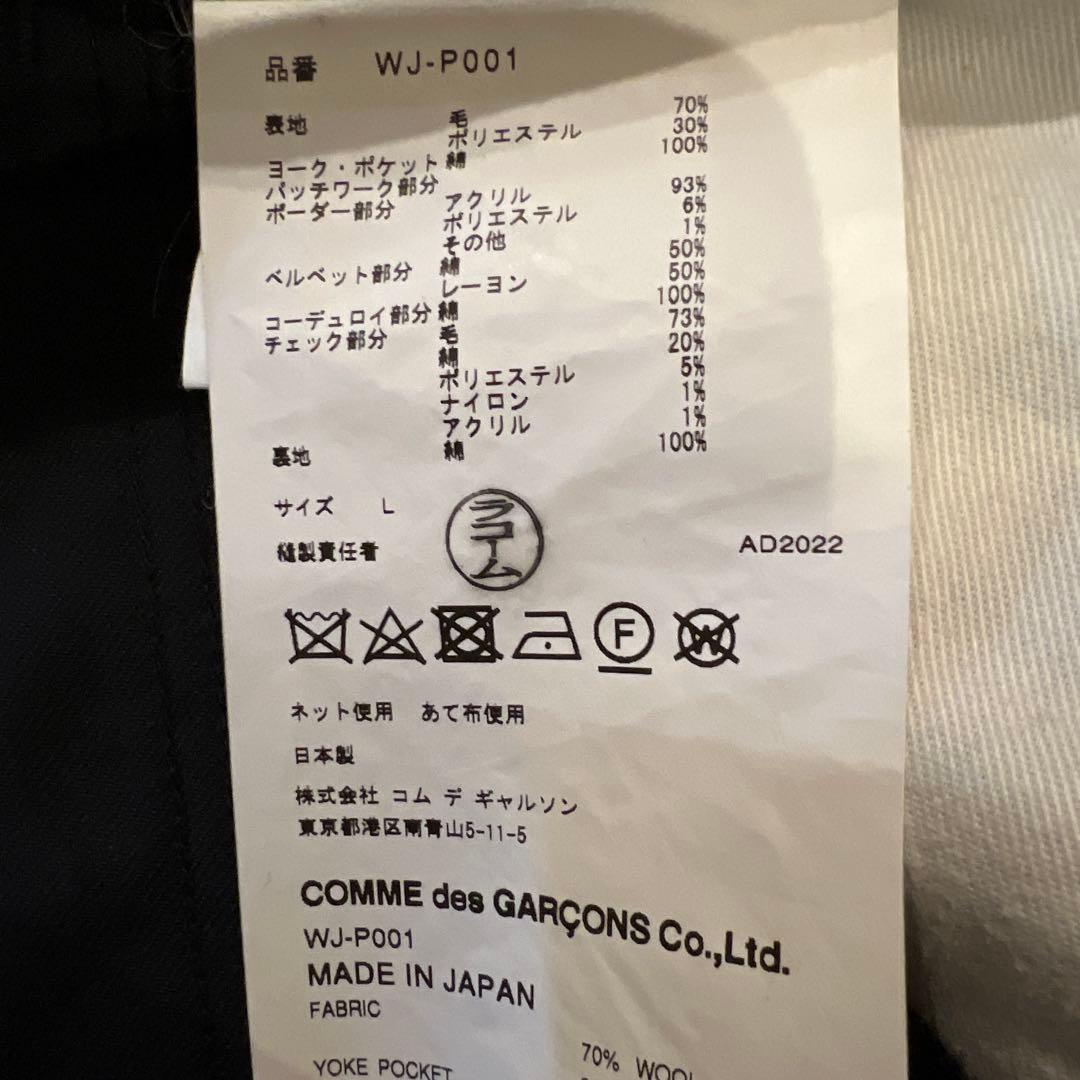 品番 WJ-P001
表地 毛 70%
ポリエステル 30%
ヨーク・ポケット 綿 100%
パッチワーク部分
ボーダー部分 アクリル 93%
ポリエステル 6%
その他 1%
ベルベット部分 綿 50%
レーヨン 50%
コーデュロイ部分 綿 100%
チェック部分 毛 73%
綿 20%
ポリエステル 5%
ナイロン 1%
アクリル 1%
裏地 綿 100%
サイズ L
縫製責任者 ラコーム
AD2022
F
W
ネット使用 あて布使用
日本製
株式会社 コム デ ギャルソン
東京都港区南青山5-11-5
COMME des GARÇONS Co.,Ltd.
WJ-P001
MADE IN JAPAN
FABRIC
70% WOOL
YOKE POCKET